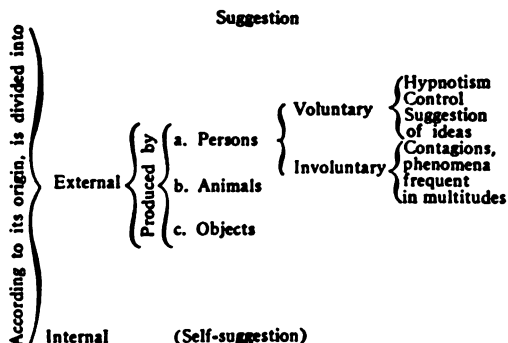 Suggestion
According to its origin, is divided into
External
Produced by
a. Persons
b. Animals
c. Objects
Voluntary
Hypnotism
Control
Suggestion
of ideas
Involuntary
Contagions,
phenomena
frequent
in multitudes
Internal (Self-suggestion)